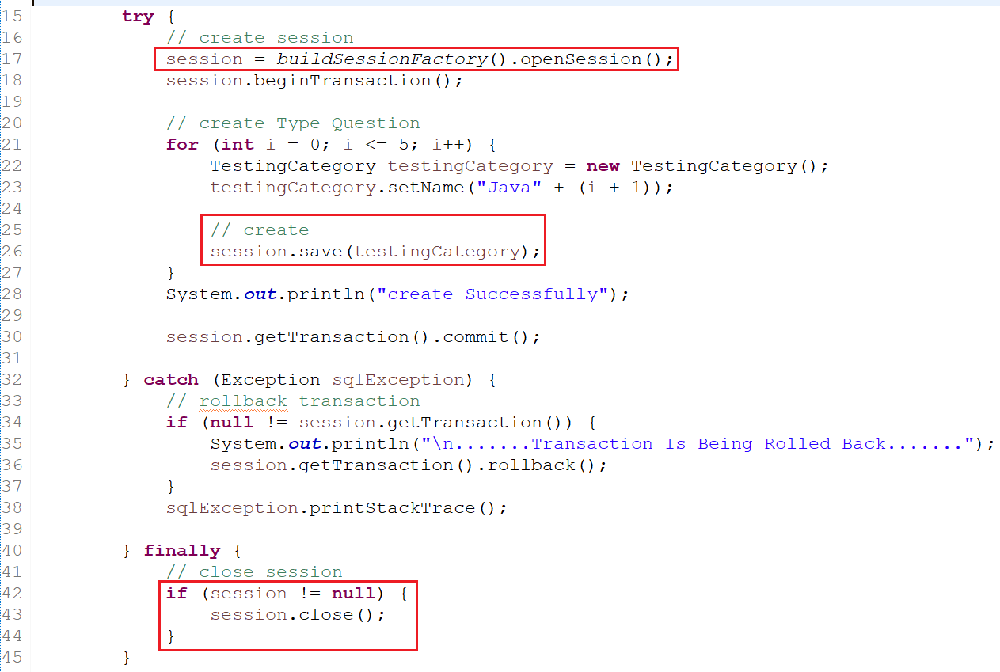 15 try {
16 // create session
17 session = buildSessionFactory().openSession();
18 session.beginTransaction();
19
20 // create Type Question
21 for (int i = 0; i <= 5; i++) {
22 TestingCategory testingCategory = new TestingCategory();
23 testingCategory.setName("Java" + (i + 1));
24
25 // create
26 session.save(testingCategory);
27 }
28 System.out.println("create Successfully");
29
30 session.getTransaction().commit();
31
32 } catch (Exception sqlException) {
33 // rollback transaction
34 if (null != session.getTransaction()) {
35 System.out.println("\n.......Transaction Is Being Rolled Back.......");
36 session.getTransaction().rollback();
37 }
38 sqlException.printStackTrace();
39
40 } finally {
41 // close session
42 if (session != null) {
43 session.close();
44 }
45 }